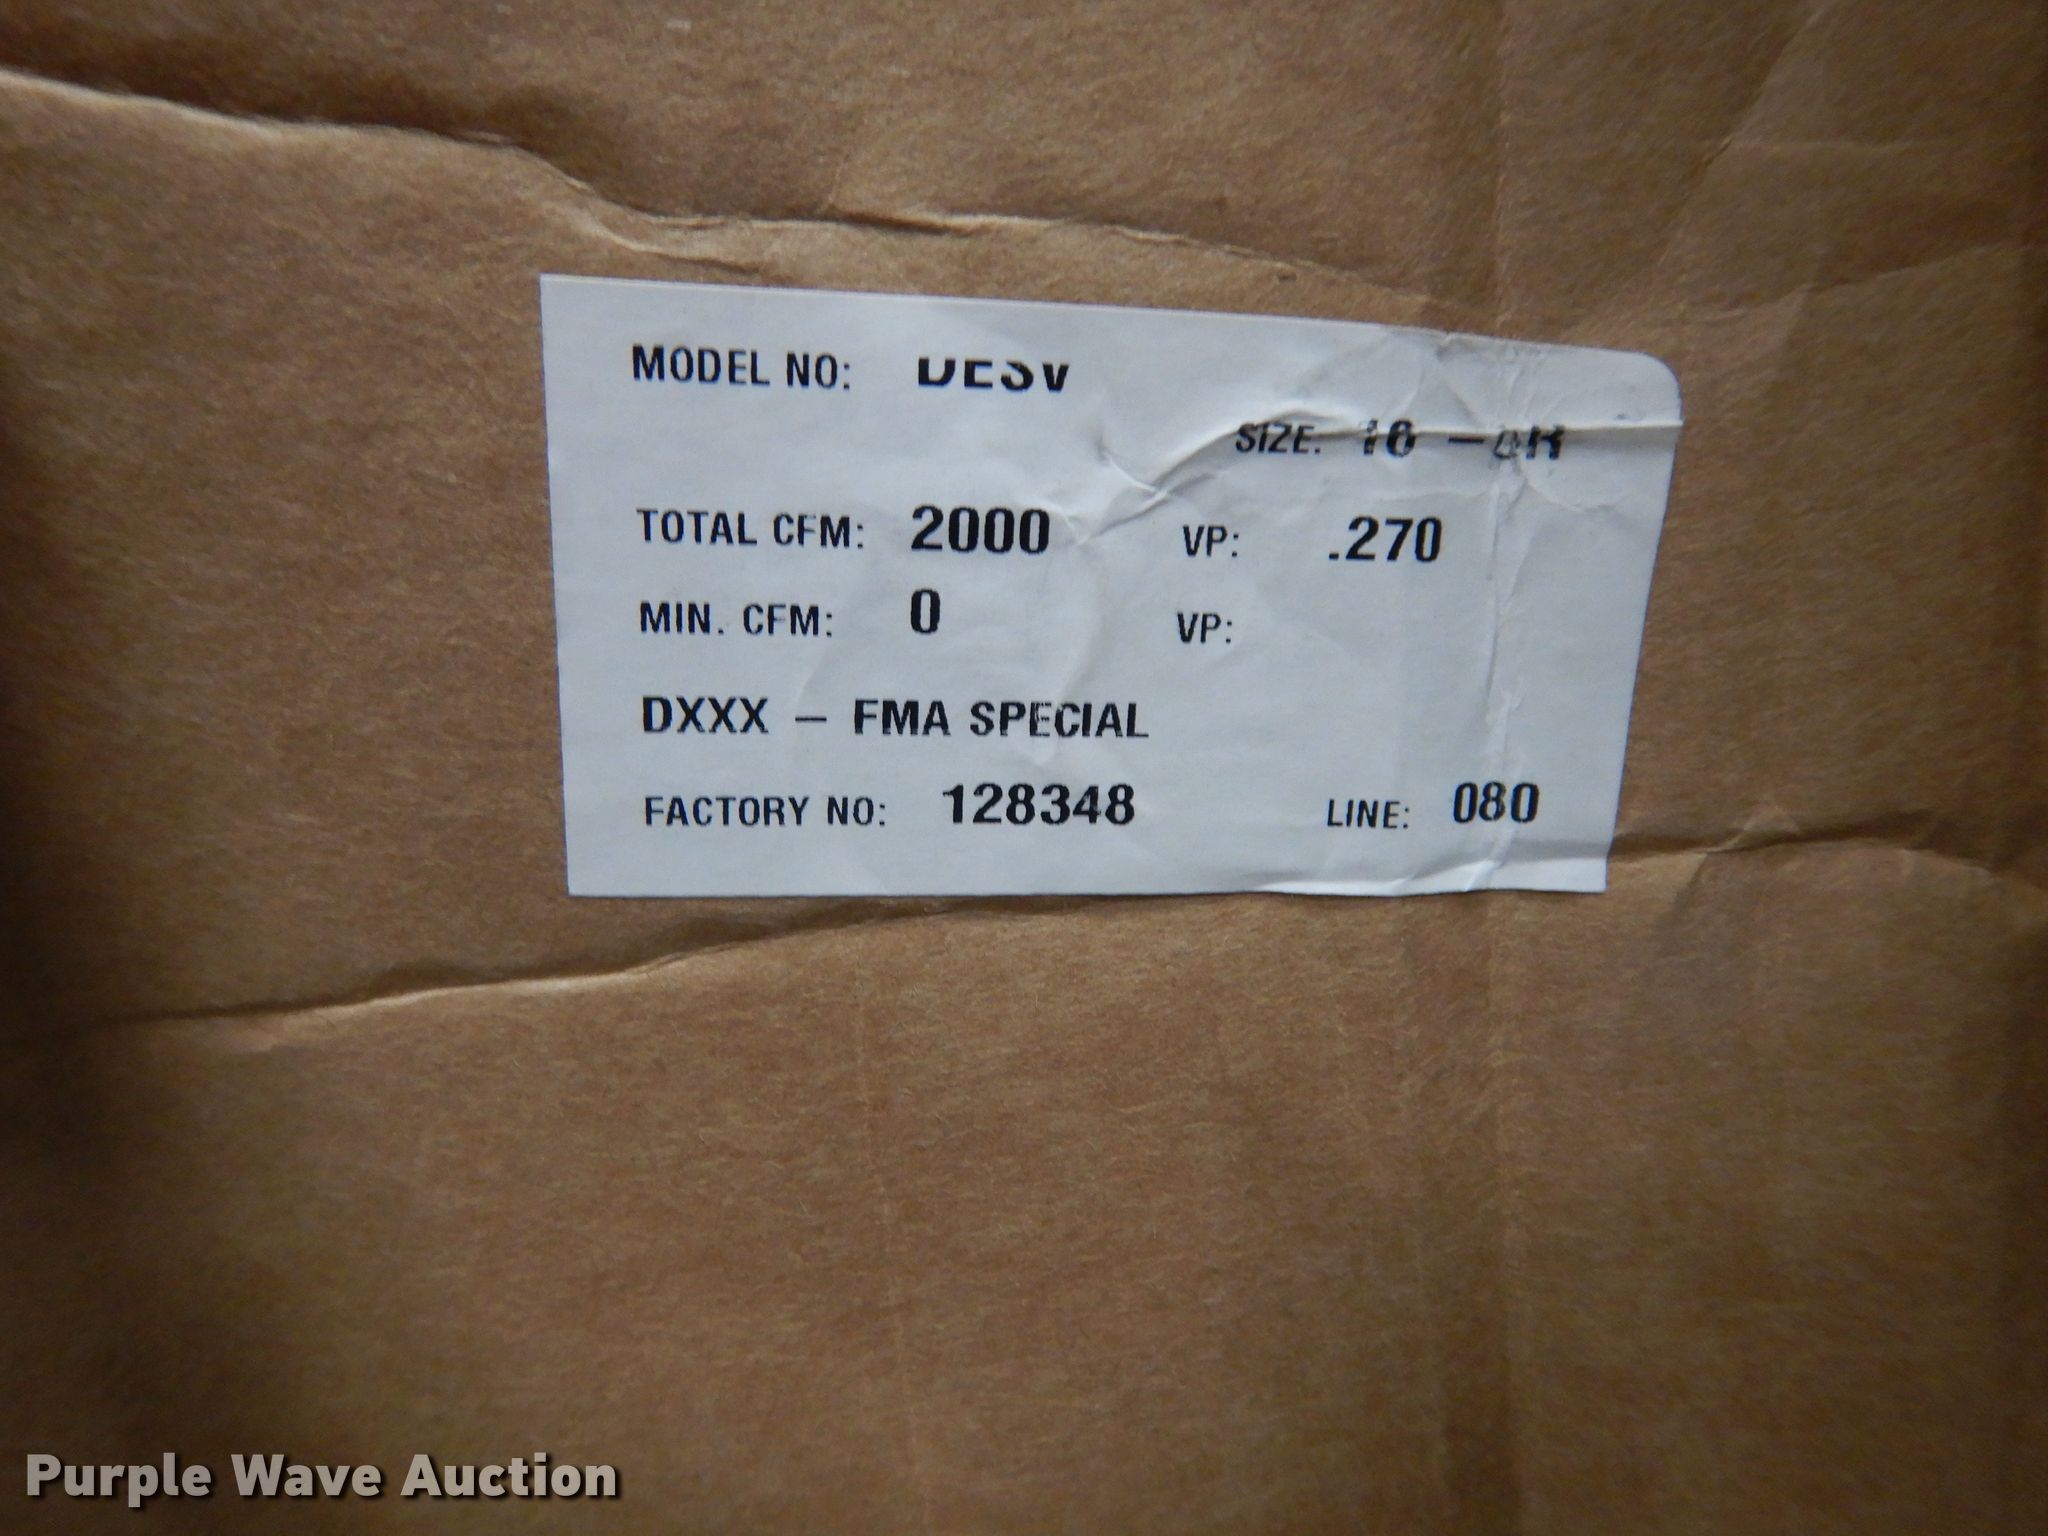 MODEL NO: DESV
SIZE: 16
TOTAL CFM: 2000 VP: .270
MIN. CFM: 0 VP:
DXXX – FMA SPECIAL
FACTORY NO: 128348 LINE: 080
Purple Wave Auction